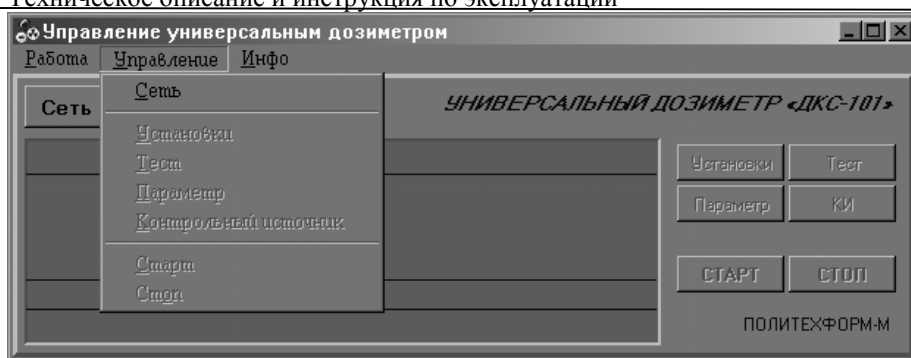 Техническое описание и инструкция по эксплуатации
Управление универсальным дозиметром
Работа Управление Инфо
Сеть
Сеть
УНИВЕРСАЛЬНЫЙ ДОЗИМЕТР «ДКС-101»
Установки
Тест
Параметр
Контрольный источник
Старт
Стоп
Установки Тест
Параметр КИ
СТАРТ СТОП
ПОЛИТЕХФОРМ-М